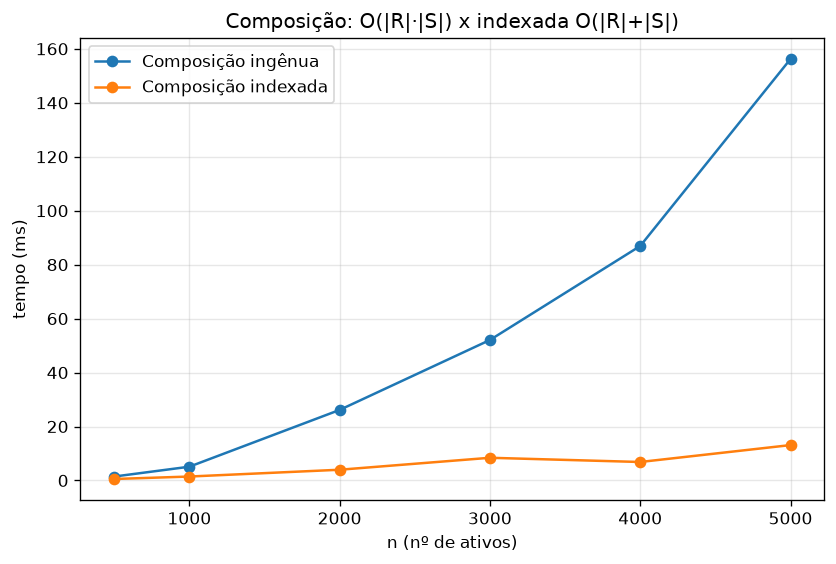 Composição: O(|R|·|S|) x indexada O(|R|+|S|)
Composição ingênua
Composição indexada
tempo (ms)
160
140
120
100
80
60
40
20
0
1000 2000 3000 4000 5000
n (nº de ativos)